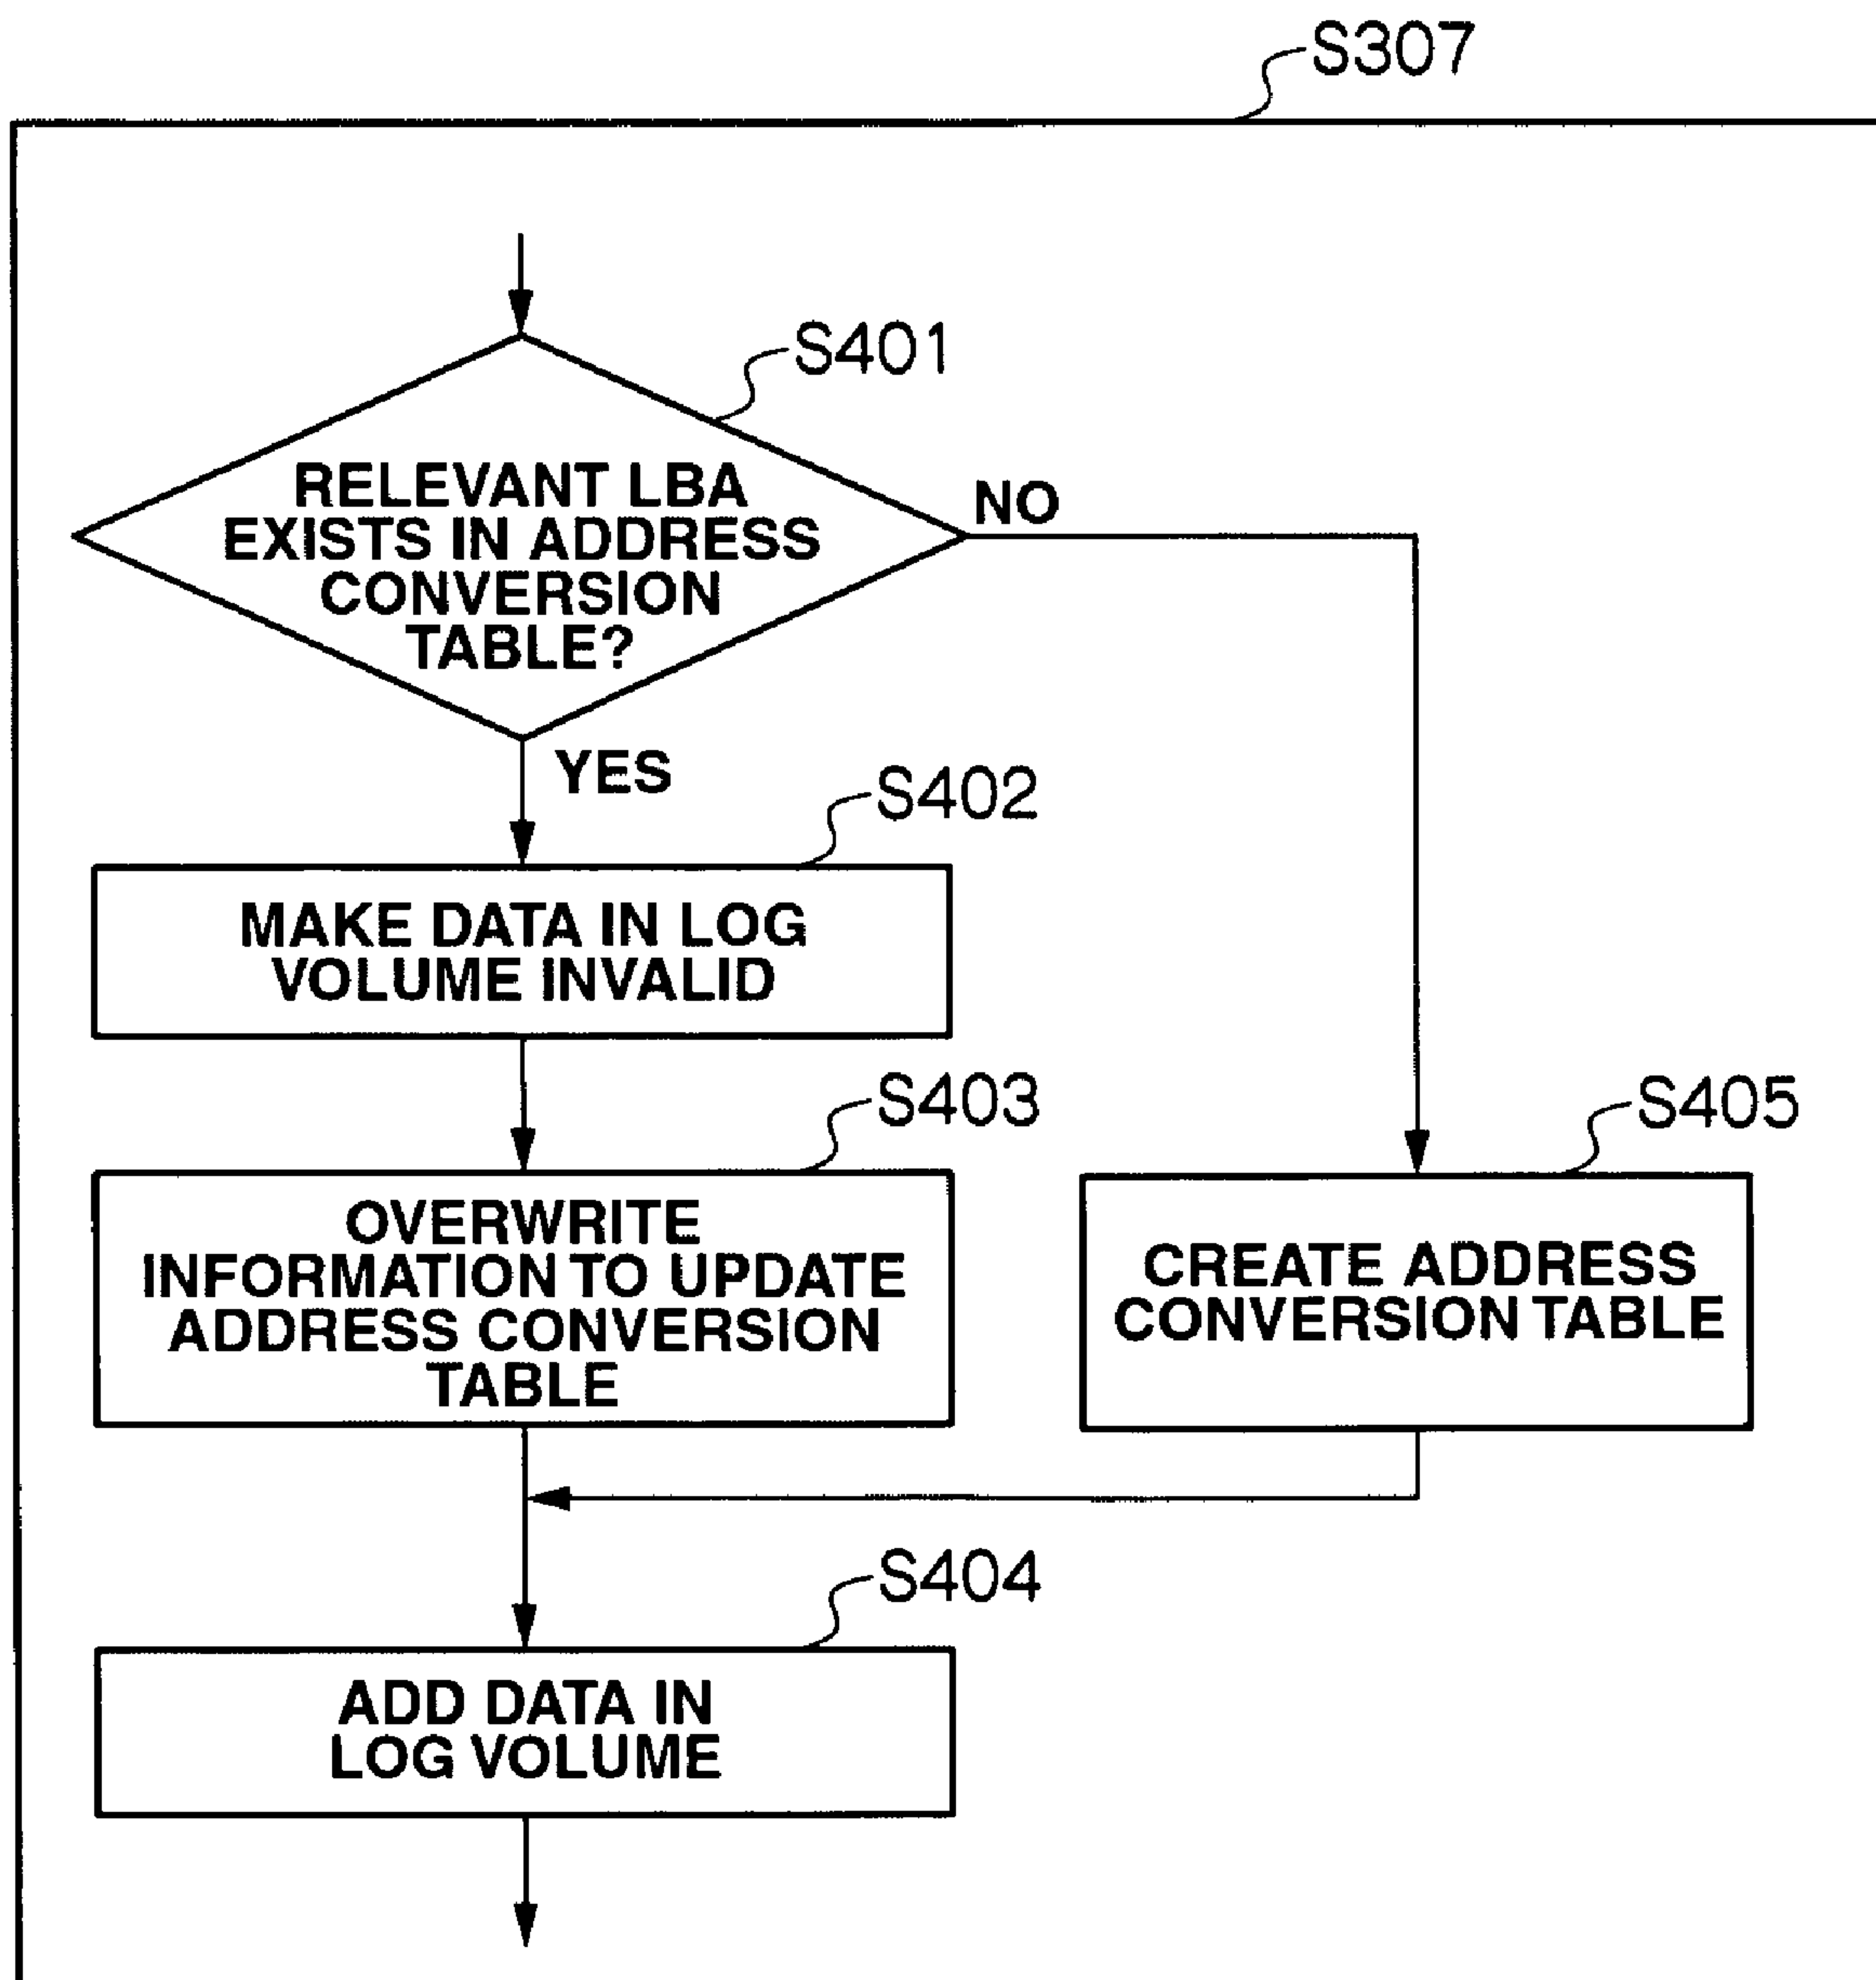 S307
S401
RELEVANT LBA
EXISTS IN ADDRESS
CONVERSION
TABLE?
NO
YES
S402
MAKE DATA IN LOG
VOLUME INVALID
S403
OVERWRITE
INFORMATION TO UPDATE
ADDRESS CONVERSION
TABLE
S405
CREATE ADDRESS
CONVERSION TABLE
S404
ADD DATA IN
LOG VOLUME